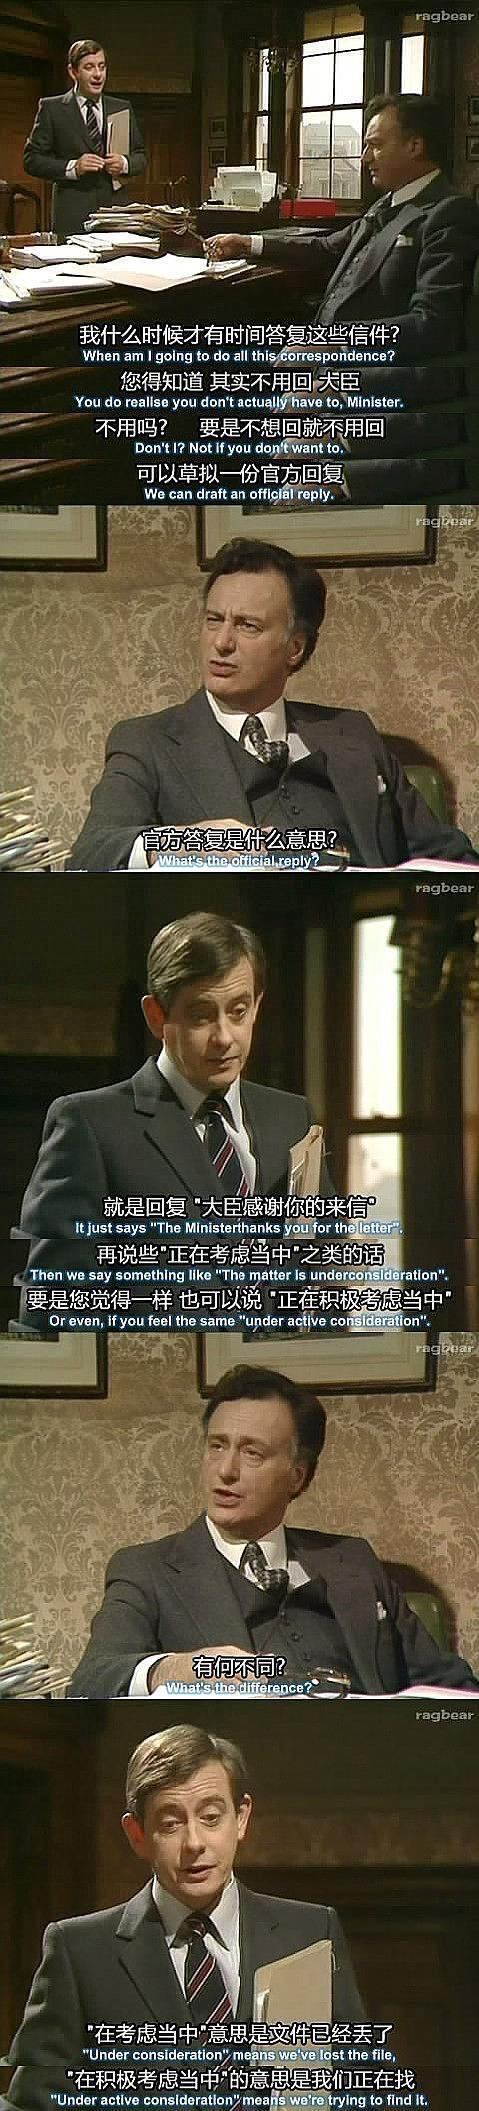 ragbear
我什么时候才有时间答复这些信件?
When am I going to do all this correspondence?
您得知道 其实不用回 大臣
You do realise you don't actually have to, Minister.
不用吗? 要是不想回就不用回
Don't I? Not if you don't want to.
可以草拟一份官方回复
We can draft an official reply.
ragbear
官方答复是什么意思?
What's the official reply?
ragbear
就是回复 "大臣感谢你的来信"
It just says "The Ministerthanks you for the letter".
再说些"正在考虑当中"之类的话
Then we say something like "The matter is underconsideration".
要是您觉得一样 也可以说 "正在积极考虑当中"
Or even, if you feel the same "under active consideration".
ragbear
有何不同?
What's the difference?
ragbear
"在考虑当中"意思是文件已经丢了
"Under consideration" means we've lost the file,
"在积极考虑当中"的意思是我们正在找
"Under active consideration" means we're trying to find it.